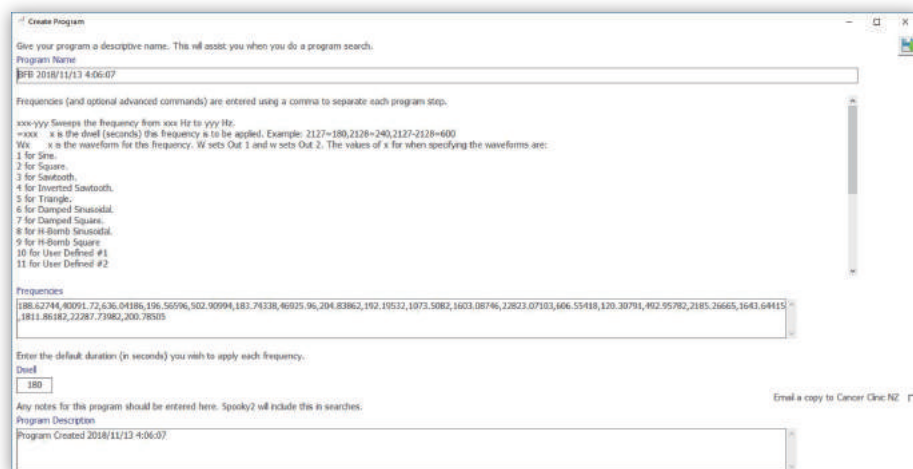 Create Program
Give your program a descriptive name. This will assist you when you do a program search.
Program Name
BFB 2018/11/13 4:06:07
Frequencies (and optional advanced commands) are entered using a comma to separate each program step.
xxx-yyy Sweeps the frequency from xxx Hz to yyy Hz.
=xxx x is the dwell (seconds) this frequency is to be applied. Example: 2127=180,2128=240,2127-2128=600
Wx x is the waveform for this frequency. W sets Out 1 and w sets Out 2. The values of x for when specifying the waveforms are:
1 for Sine.
2 for Square.
3 for Sawtooth.
4 for Inverted Sawtooth.
5 for Triangle.
6 for Damped Sinusoidal.
7 for Damped Square.
8 for H-Bomb Sinusoidal.
9 for H-Bomb Square
10 for User Defined #1
11 for User Defined #2
Frequencies
188.62744,40091.72,636.04186,196.56596,502.90994,183.74338,46925.96,204.83862,192.19532,1073.5082,1603.08746,22823.07103,606.55418,120.30791,492.95782,2185.26665,1643.64415
,1811.86182,22287.73982,200.78505
Enter the default duration (in seconds) you wish to apply each frequency.
Dwell
180
Email a copy to Cancer Clinic NZ
Any notes for this program should be entered here. Spooky2 will include this in searches.
Program Description
Program Created 2018/11/13 4:06:07